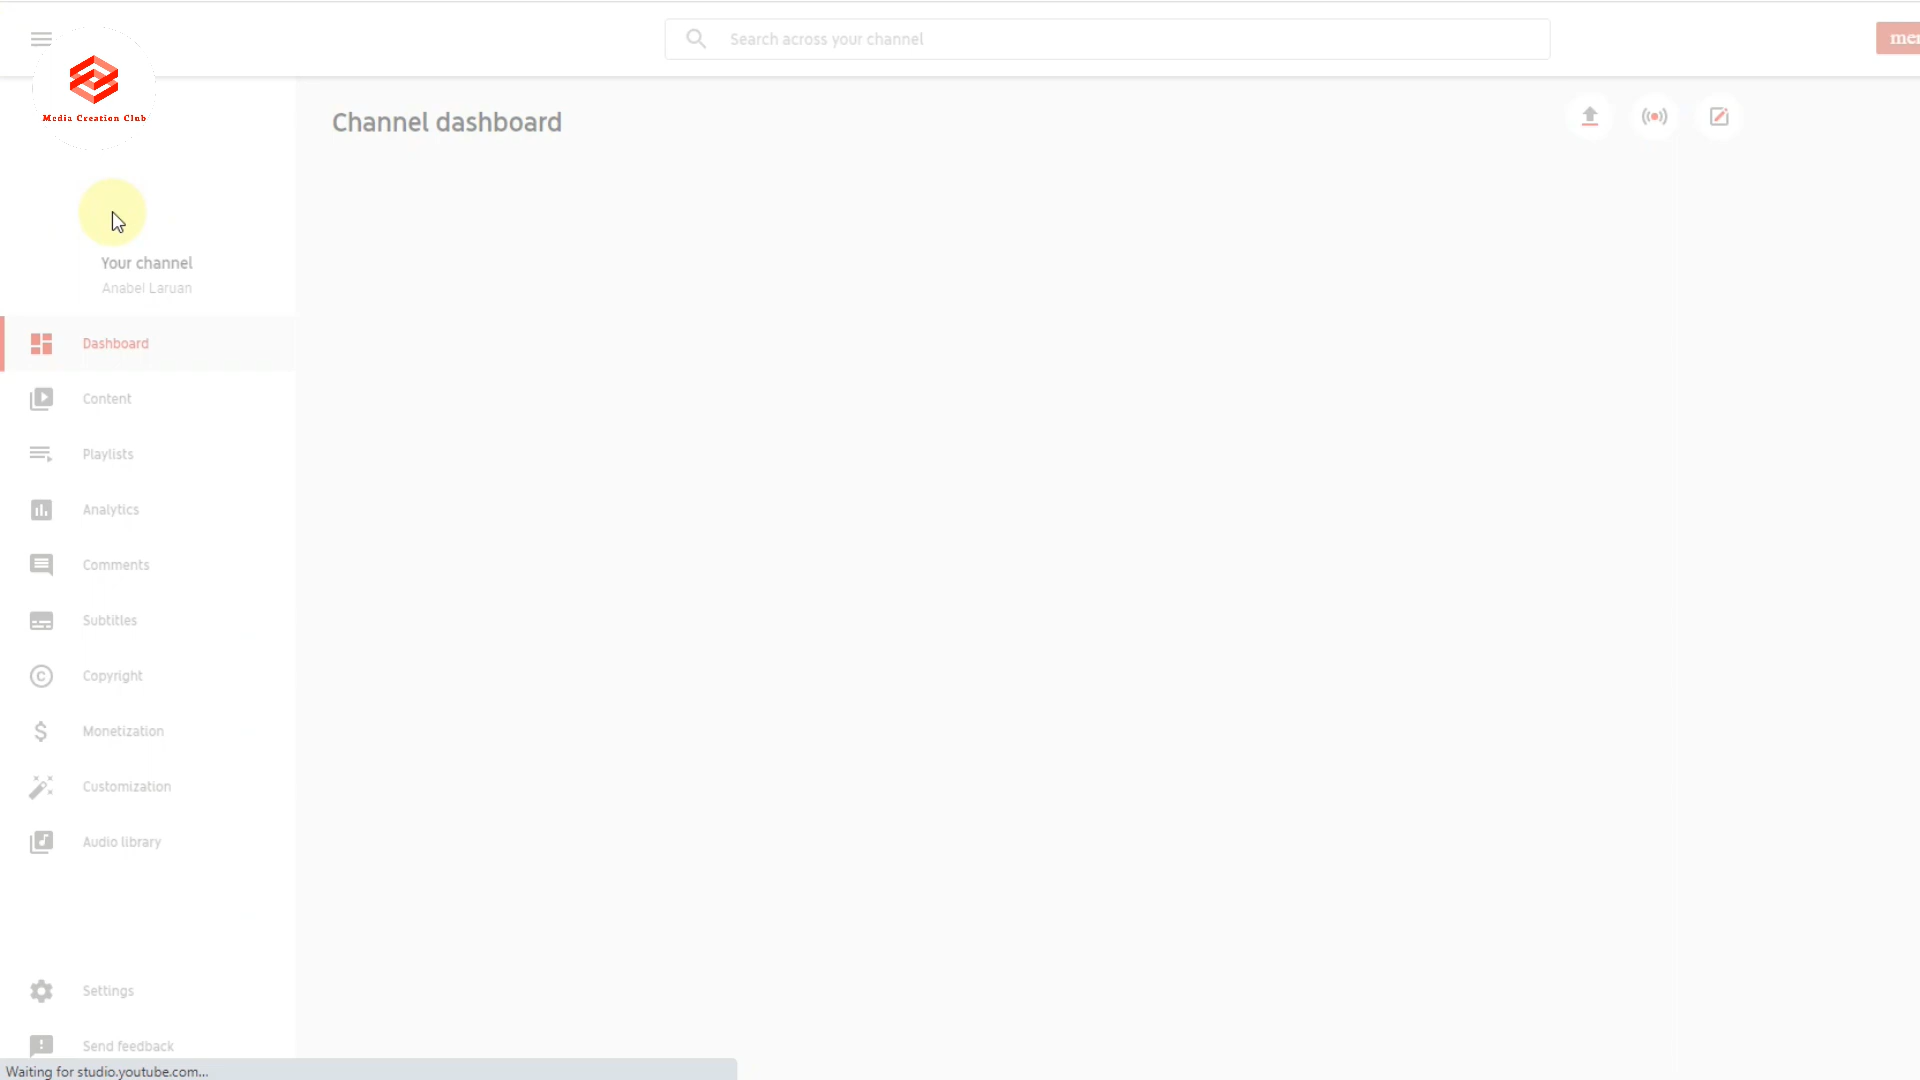 Search across your channel
Media Creation Club
Channel dashboard
Your channel
Anabel Laruan
Dashboard
Content
Playlists
Analytics
Comments
Subtitles
Copyright
Monetization
Customization
Audio library
Settings
Send feedback
Waiting for studio.youtube.com...